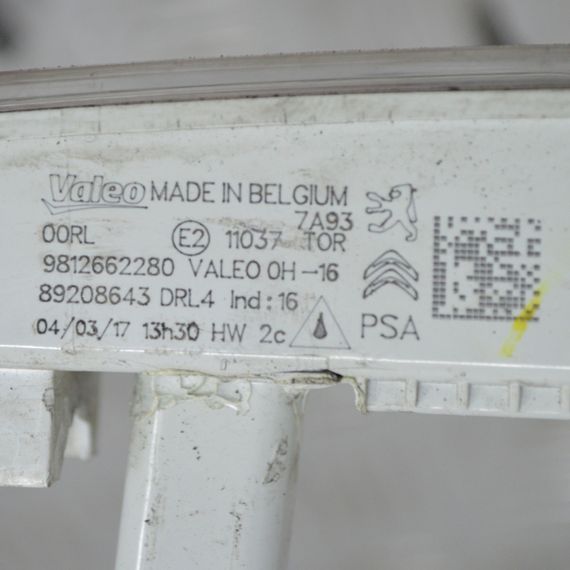 Valeo MADE IN BELGIUM
7A93
00RL E2 11037 TOR
9812662280 VALEO OH-16
89208643 DRL4 Ind:16
04/03/17 13h30 HW 2c PSA